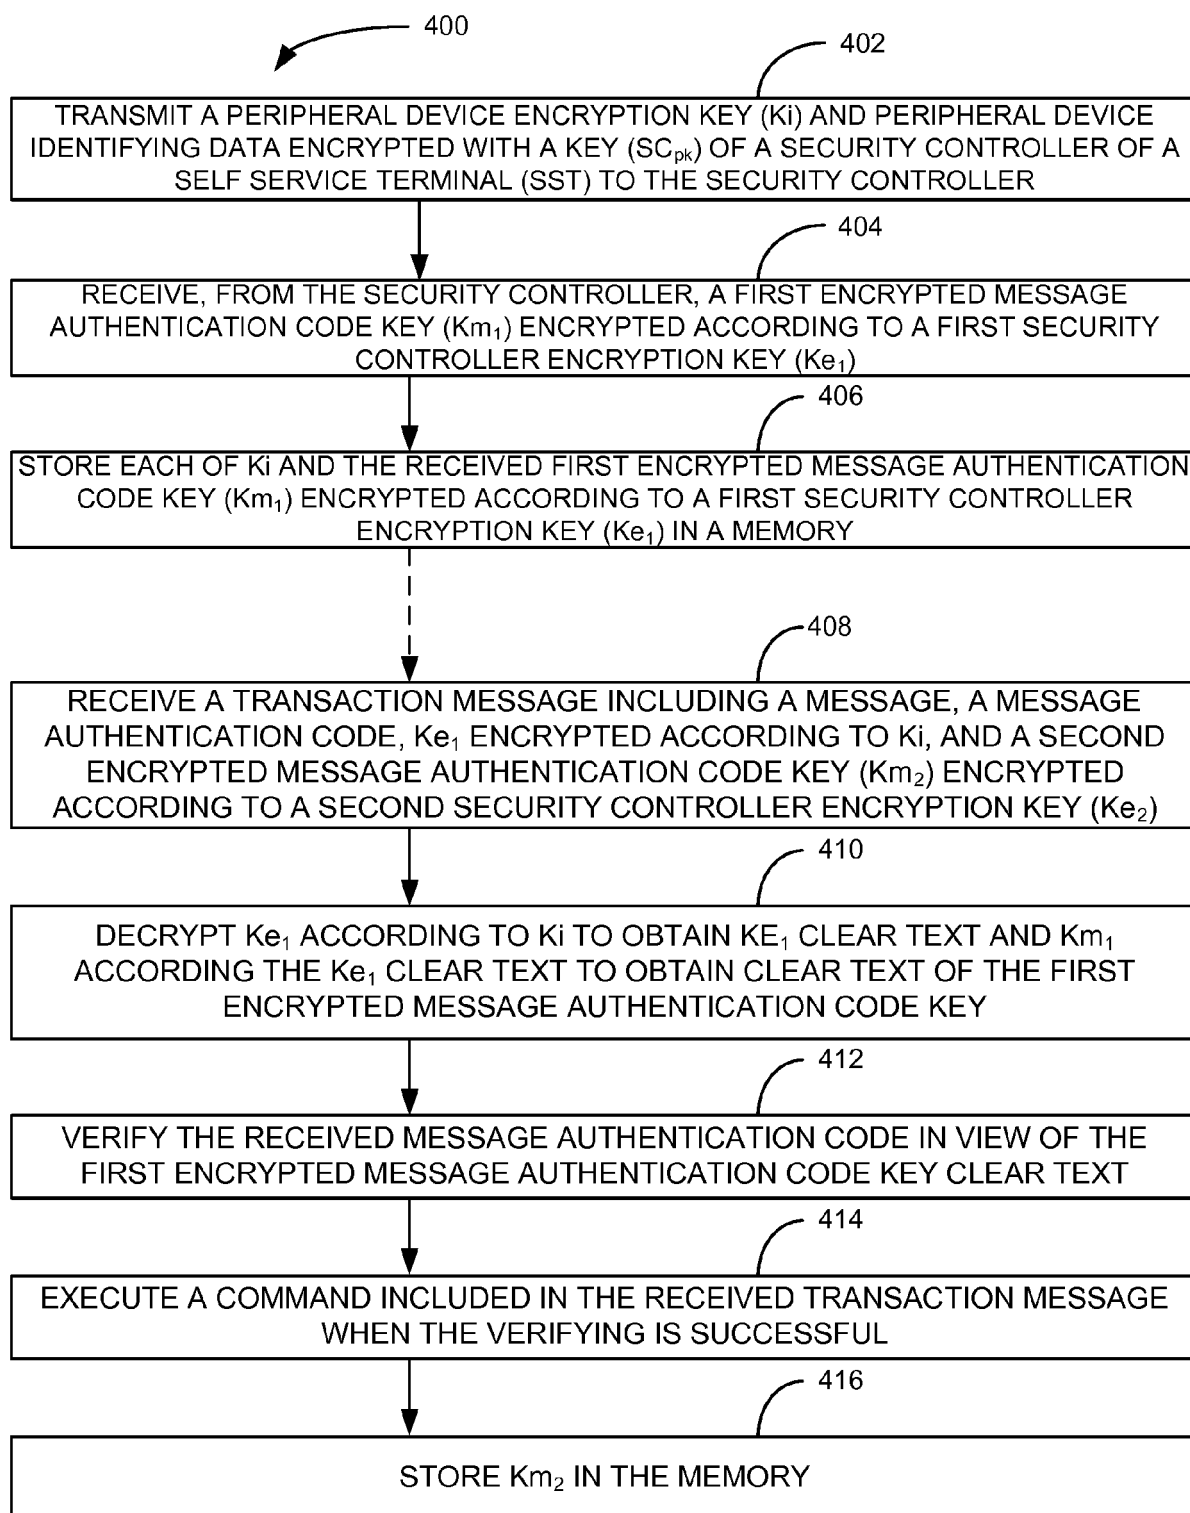 400
402
TRANSMIT A PERIPHERAL DEVICE ENCRYPTION KEY (Ki) AND PERIPHERAL DEVICE
IDENTIFYING DATA ENCRYPTED WITH A KEY (SCpk) OF A SECURITY CONTROLLER OF A
SELF SERVICE TERMINAL (SST) TO THE SECURITY CONTROLLER
404
RECEIVE, FROM THE SECURITY CONTROLLER, A FIRST ENCRYPTED MESSAGE
AUTHENTICATION CODE KEY (Km₁) ENCRYPTED ACCORDING TO A FIRST SECURITY
CONTROLLER ENCRYPTION KEY (Ke₁)
406
STORE EACH OF Ki AND THE RECEIVED FIRST ENCRYPTED MESSAGE AUTHENTICATION
CODE KEY (Km₁) ENCRYPTED ACCORDING TO A FIRST SECURITY CONTROLLER
ENCRYPTION KEY (Ke₁) IN A MEMORY
408
RECEIVE A TRANSACTION MESSAGE INCLUDING A MESSAGE, A MESSAGE
AUTHENTICATION CODE, Ke₁ ENCRYPTED ACCORDING TO Ki, AND A SECOND
ENCRYPTED MESSAGE AUTHENTICATION CODE KEY (Km₂) ENCRYPTED
ACCORDING TO A SECOND SECURITY CONTROLLER ENCRYPTION KEY (Ke₂)
410
DECRYPT Ke₁ ACCORDING TO Ki TO OBTAIN KE₁ CLEAR TEXT AND Km₁
ACCORDING THE Ke₁ CLEAR TEXT TO OBTAIN CLEAR TEXT OF THE FIRST
ENCRYPTED MESSAGE AUTHENTICATION CODE KEY
412
VERIFY THE RECEIVED MESSAGE AUTHENTICATION CODE IN VIEW OF THE
FIRST ENCRYPTED MESSAGE AUTHENTICATION CODE KEY CLEAR TEXT
414
EXECUTE A COMMAND INCLUDED IN THE RECEIVED TRANSACTION MESSAGE
WHEN THE VERIFYING IS SUCCESSFUL
416
STORE Km₂ IN THE MEMORY